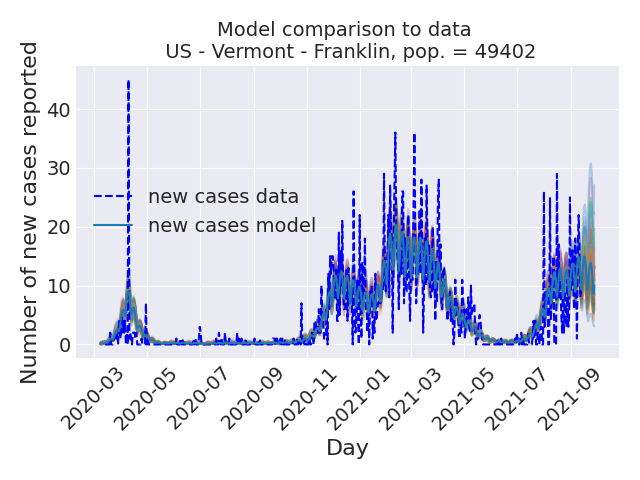 Model comparison to data
US - Vermont - Franklin, pop. = 49402
Number of new cases reported
40
30
20
10
0
new cases data
new cases model
2020-03
2020-05
2020-07
2020-09
2020-11
2021-01
2021-03
2021-05
2021-07
2021-09
Day